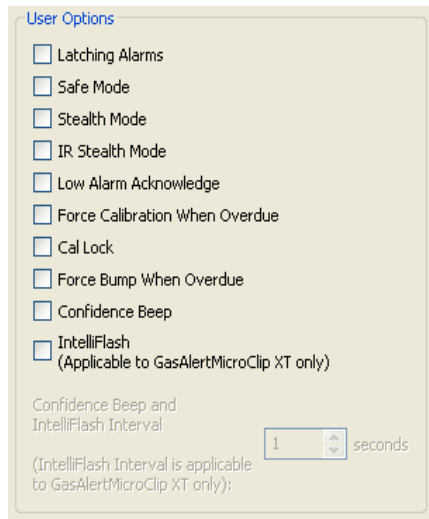 User Options
Latching Alarms
Safe Mode
Stealth Mode
IR Stealth Mode
Low Alarm Acknowledge
Force Calibration When Overdue
Cal Lock
Force Bump When Overdue
Confidence Beep
IntelliFlash
(Applicable to GasAlertMicroClip XT only)
Confidence Beep and
IntelliFlash Interval
1 seconds
(IntelliFlash Interval is applicable
to GasAlertMicroClip XT only):